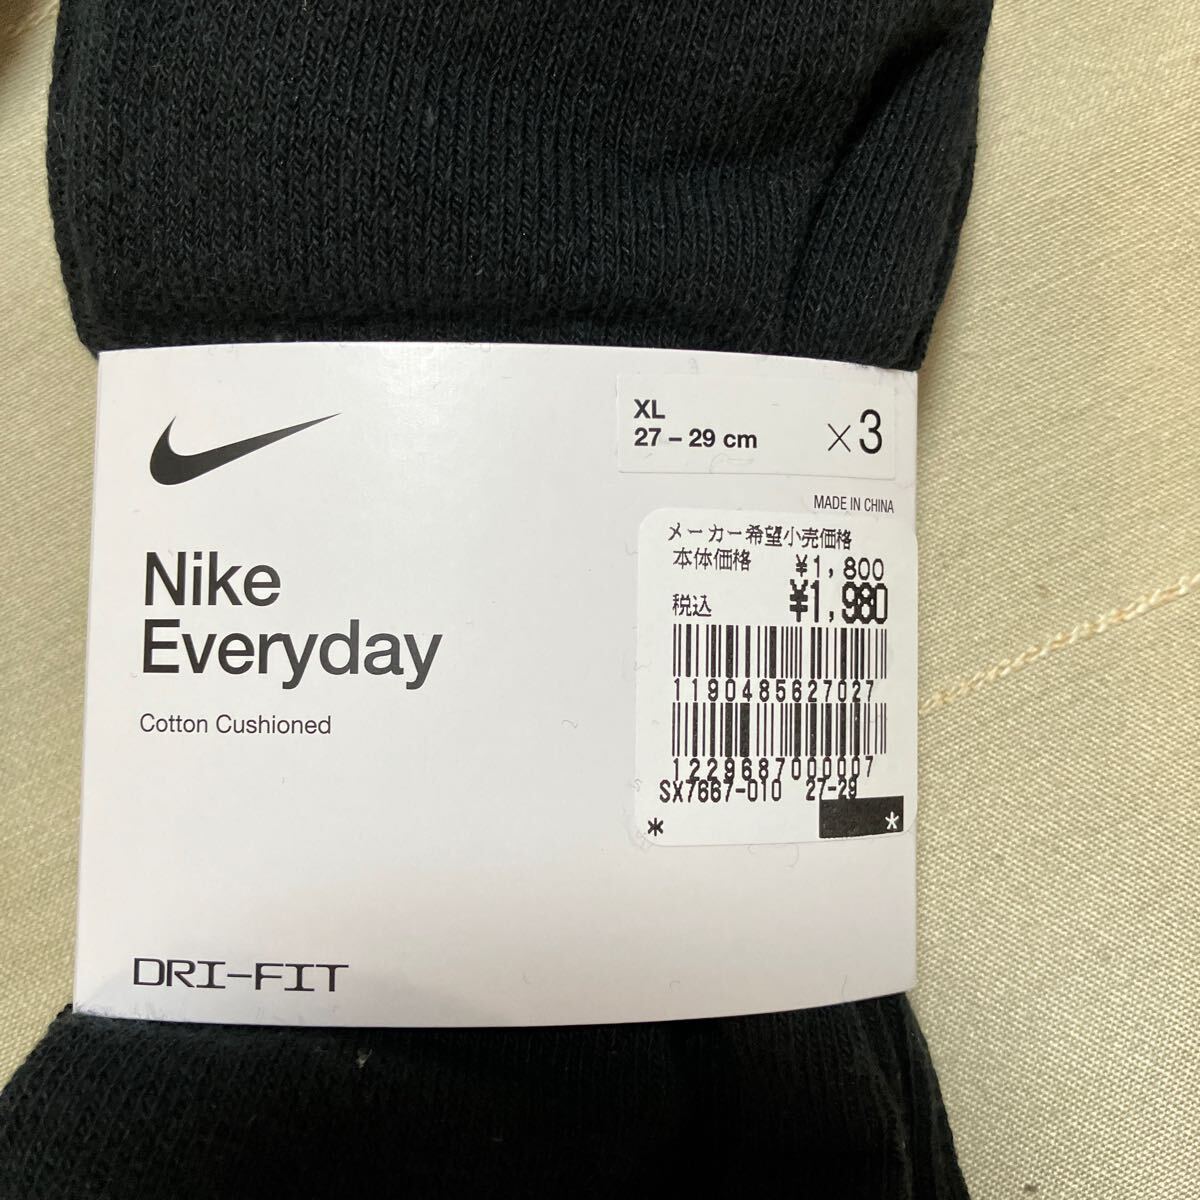 XL
27 – 29 cm
×3
MADE IN CHINA
Nike
Everyday
Cotton Cushioned
メーカー希望小売価格
本体価格 ¥1,800
税込 ¥1,980
1190485627027
1229687000007
SX7667-010 27-29
* *
DRI-FIT